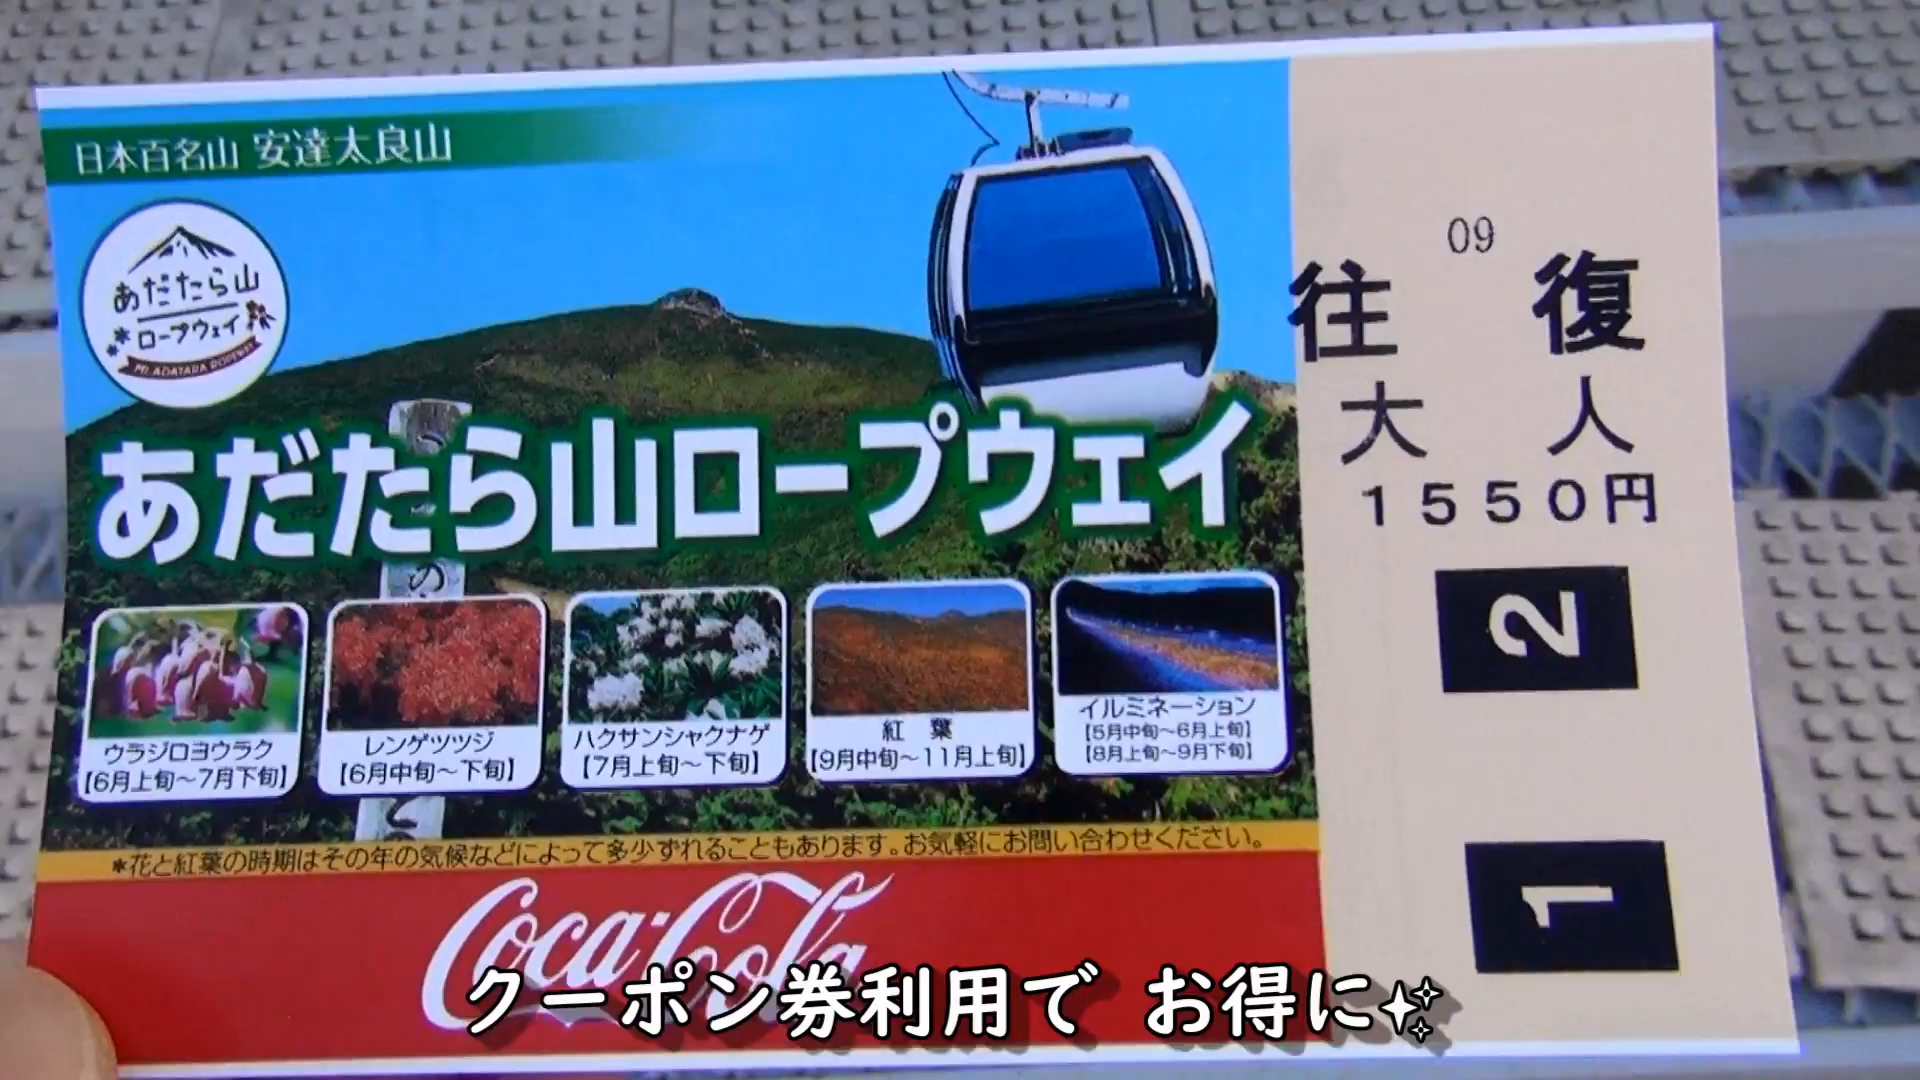 日本百名山 安達太良山
あだたら山
ロープウェイ
MT.ADATARA ROPEWAY
あだたら山ロープウェイ
の
ウラジロヨウラク
【6月上旬～7月下旬】
レンゲツツジ
【6月中旬～下旬】
ハクサンシャクナゲ
【7月上旬～下旬】
紅葉
【9月中旬～11月上旬】
イルミネーション
【5月中旬～6月上旬】
【8月上旬～9月下旬】
*花と紅葉の時期はその年の気候などによって多少ずれることもあります。お気軽にお問い合わせください。
Coca-Cola
09
往復
大人
1550円
2
1
クーポン券利用で お得に✨